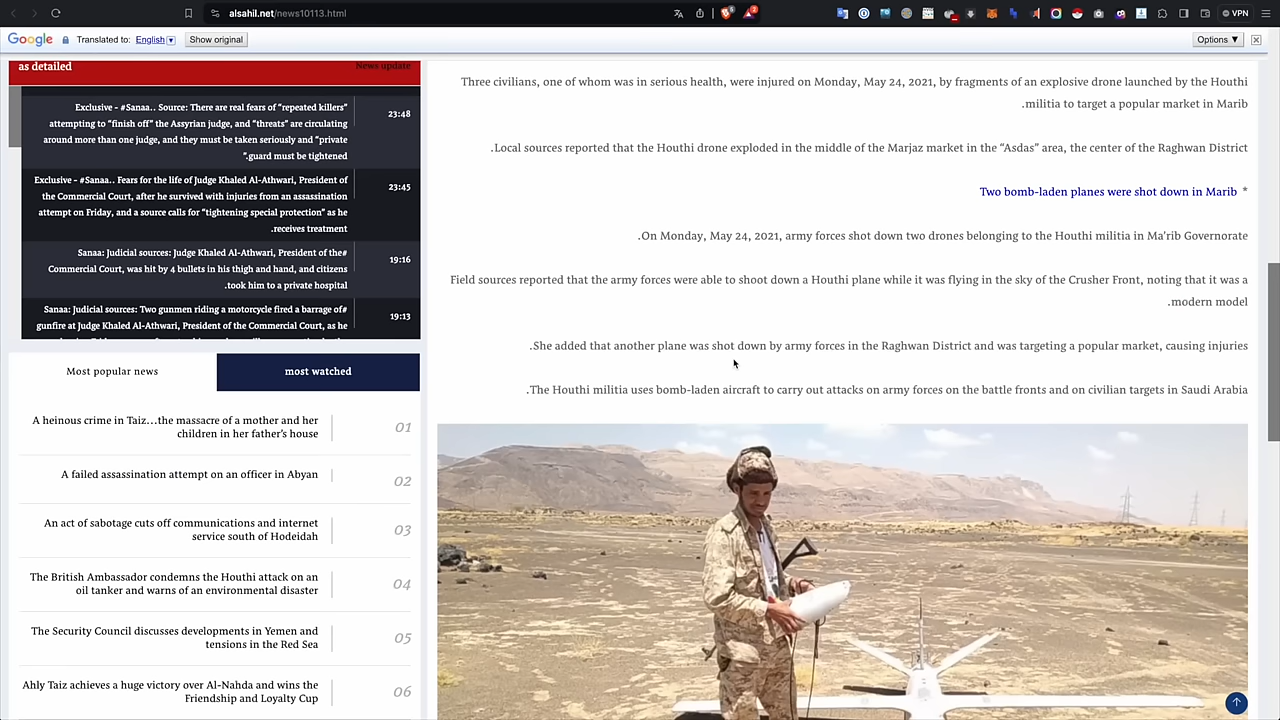 alsahil.net/news10113.html
VPN
Google
Translated to:
English
Show original
Options ▼
as detailed
News update
Exclusive - #Sanaa.. Source: There are real fears of “repeated killers”
attempting to “finish off” the Assyrian judge, and “threats” are circulating
around more than one judge, and they must be taken seriously and “private
.”guard must be tightened
23:48
Exclusive - #Sanaa.. Fears for the life of Judge Khaled Al-Athwari, President of
the Commercial Court, after he survived with injuries from an assassination
attempt on Friday, and a source calls for “tightening special protection” as he
.receives treatment
23:45
Sanaa: Judicial sources: Judge Khaled Al-Athwari, President of the#
Commercial Court, was hit by 4 bullets in his thigh and hand, and citizens
.took him to a private hospital
19:16
Sanaa: Judicial sources: Two gunmen riding a motorcycle fired a barrage of#
gunfire at Judge Khaled Al-Athwari, President of the Commercial Court, as he
19:13
Most popular news
most watched
A heinous crime in Taiz...the massacre of a mother and her
children in her father's house
01
A failed assassination attempt on an officer in Abyan
02
An act of sabotage cuts off communications and internet
service south of Hodeidah
03
The British Ambassador condemns the Houthi attack on an
oil tanker and warns of an environmental disaster
04
The Security Council discusses developments in Yemen and
tensions in the Red Sea
05
Ahly Taiz achieves a huge victory over Al-Nahda and wins the
Friendship and Loyalty Cup
06
Three civilians, one of whom was in serious health, were injured on Monday, May 24, 2021, by fragments of an explosive drone launched by the Houthi
.militia to target a popular market in Marib
.Local sources reported that the Houthi drone exploded in the middle of the Marjaz market in the “Asdas” area, the center of the Raghwan District
Two bomb-laden planes were shot down in Marib *
.On Monday, May 24, 2021, army forces shot down two drones belonging to the Houthi militia in Ma'rib Governorate
Field sources reported that the army forces were able to shoot down a Houthi plane while it was flying in the sky of the Crusher Front, noting that it was a
.modern model
.She added that another plane was shot down by army forces in the Raghwan District and was targeting a popular market, causing injuries
.The Houthi militia uses bomb-laden aircraft to carry out attacks on army forces on the battle fronts and on civilian targets in Saudi Arabia